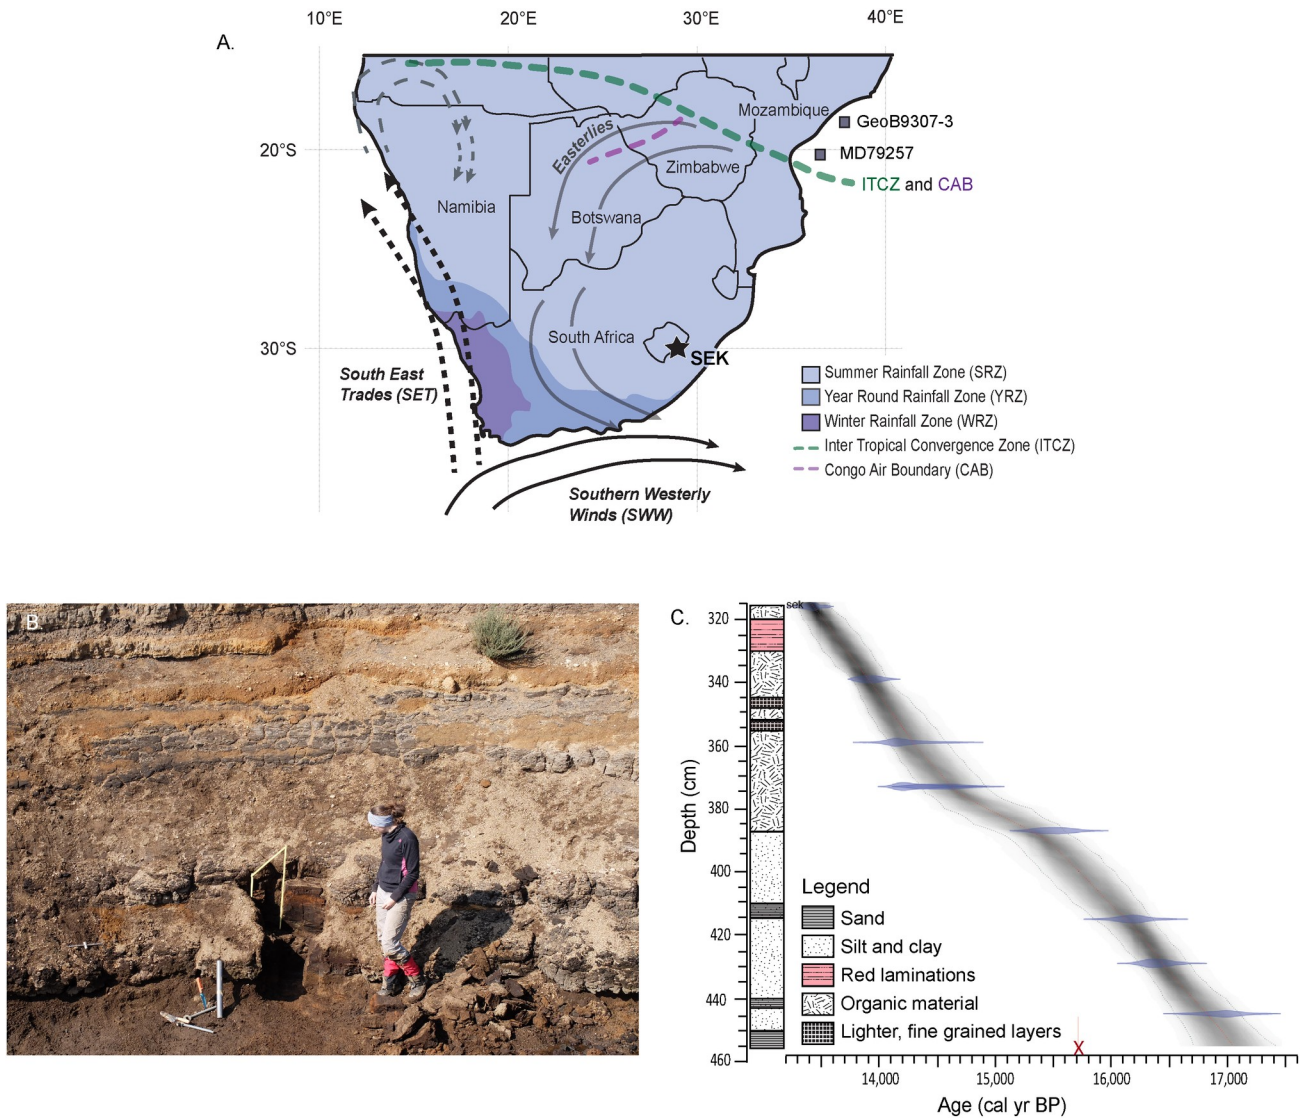 A.
10°E 20°E 30°E 40°E
20°S
30°S
Mozambique
GeoB9307-3
MD79257
Easterlies
Zimbabwe
ITCZ and CAB
Namibia
Botswana
South Africa
SEK
South East
Trades (SET)
Summer Rainfall Zone (SRZ)
Year Round Rainfall Zone (YRZ)
Winter Rainfall Zone (WRZ)
Inter Tropical Convergence Zone (ITCZ)
Congo Air Boundary (CAB)
Southern Westerly
Winds (SWW)
B.
C.
sek
320
340
360
380
400
420
440
460
Depth (cm)
Legend
Sand
Silt and clay
Red laminations
Organic material
Lighter, fine grained layers
X
14,000 15,000 16,000 17,000
Age (cal yr BP)